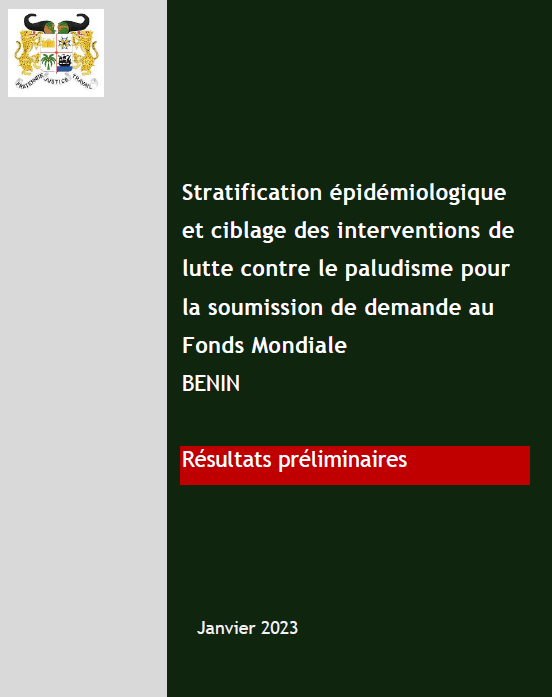 FRATERNITE JUSTICE TRAVAIL
Stratification épidémiologique
et ciblage des interventions de
lutte contre le paludisme pour
la soumission de demande au
Fonds Mondiale
BENIN
Résultats préliminaires
Janvier 2023